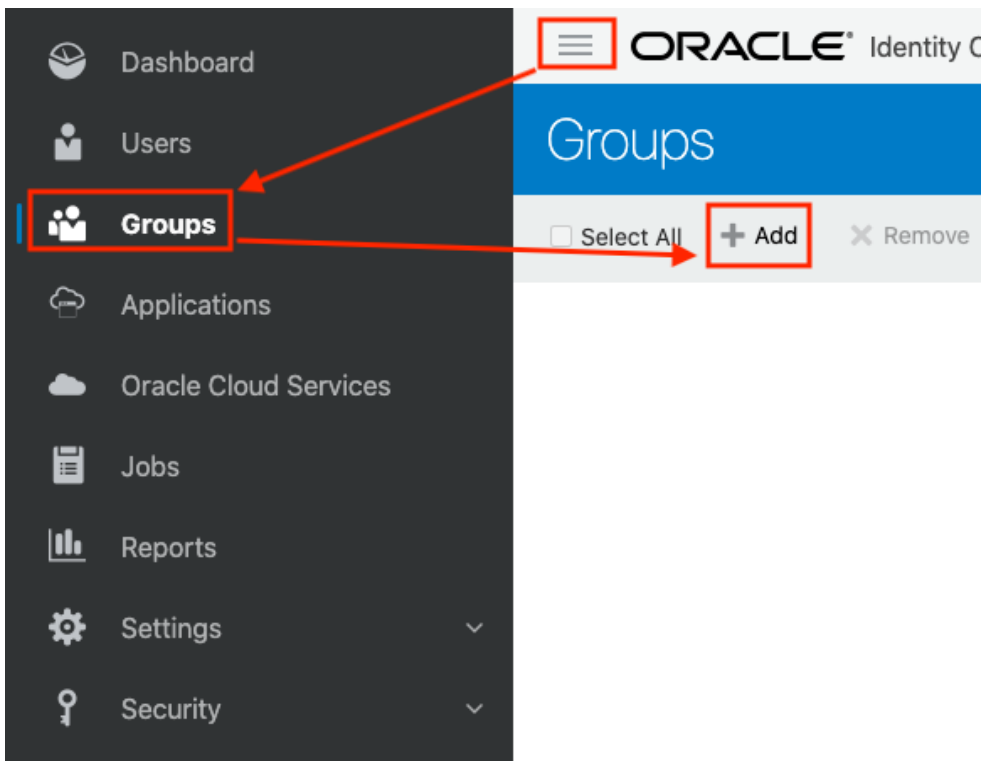 Dashboard
Users
Groups
Applications
Oracle Cloud Services
Jobs
Reports
Settings
Security
ORACLE® Identity C
Groups
Select All + Add × Remove